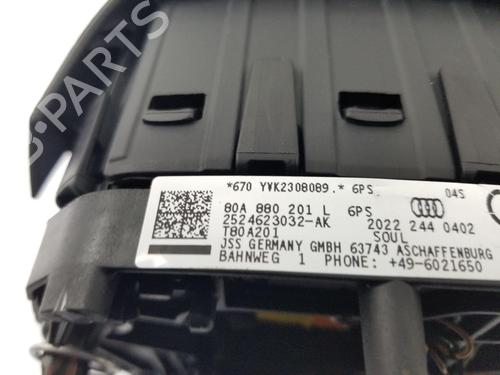 B-PARTS
*670 YVK2308089.* 6PS 04S
80A 880 201 L 6PS
2524623032-AK 2022 244 0402
T80A201 SOUL
JSS GERMANY GMBH 63743 ASCHAFFENBURG
BAHNWEG 1 PHONE: +49-6021650